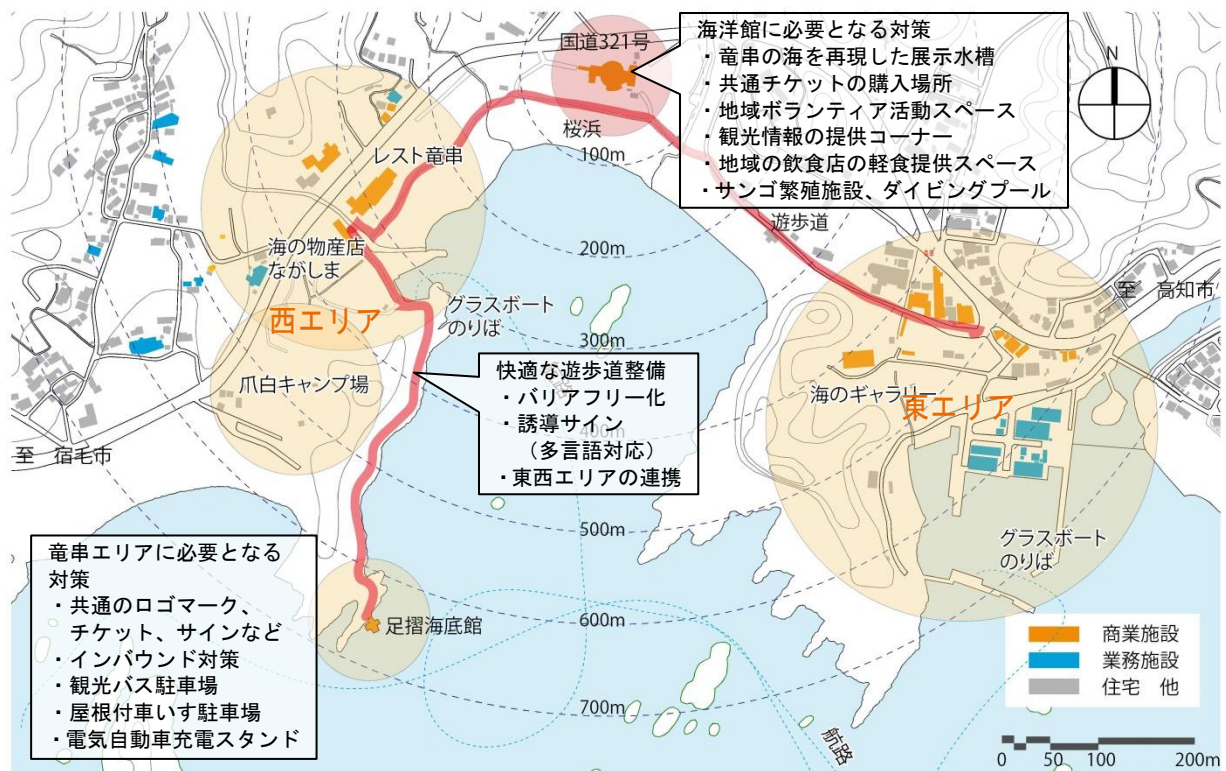 国道321号
海洋館に必要となる対策
・竜串の海を再現した展示水槽
・共通チケットの購入場所
・地域ボランティア活動スペース
・観光情報の提供コーナー
・地域の飲食店の軽食提供スペース
・サンゴ繁殖施設、ダイビングプール
N
桜浜
レスト竜串
100m
遊歩道
海の物産店
ながしま
200m
至 高知市
西エリア
グラスボート
のりば
300m
爪白キャンプ場
快適な遊歩道整備
・バリアフリー化
・誘導サイン
（多言語対応）
・東西エリアの連携
400m
海のギャラリー
東エリア
至 宿毛市
500m
グラスボート
のりば
竜串エリアに必要となる
対策
・共通のロゴマーク、
チケット、サインなど
・インバウンド対策
・観光バス駐車場
・屋根付車いす駐車場
・電気自動車充電スタンド
足摺海底館
600m
700m
航路
商業施設
業務施設
住宅 他
0 50 100 200m